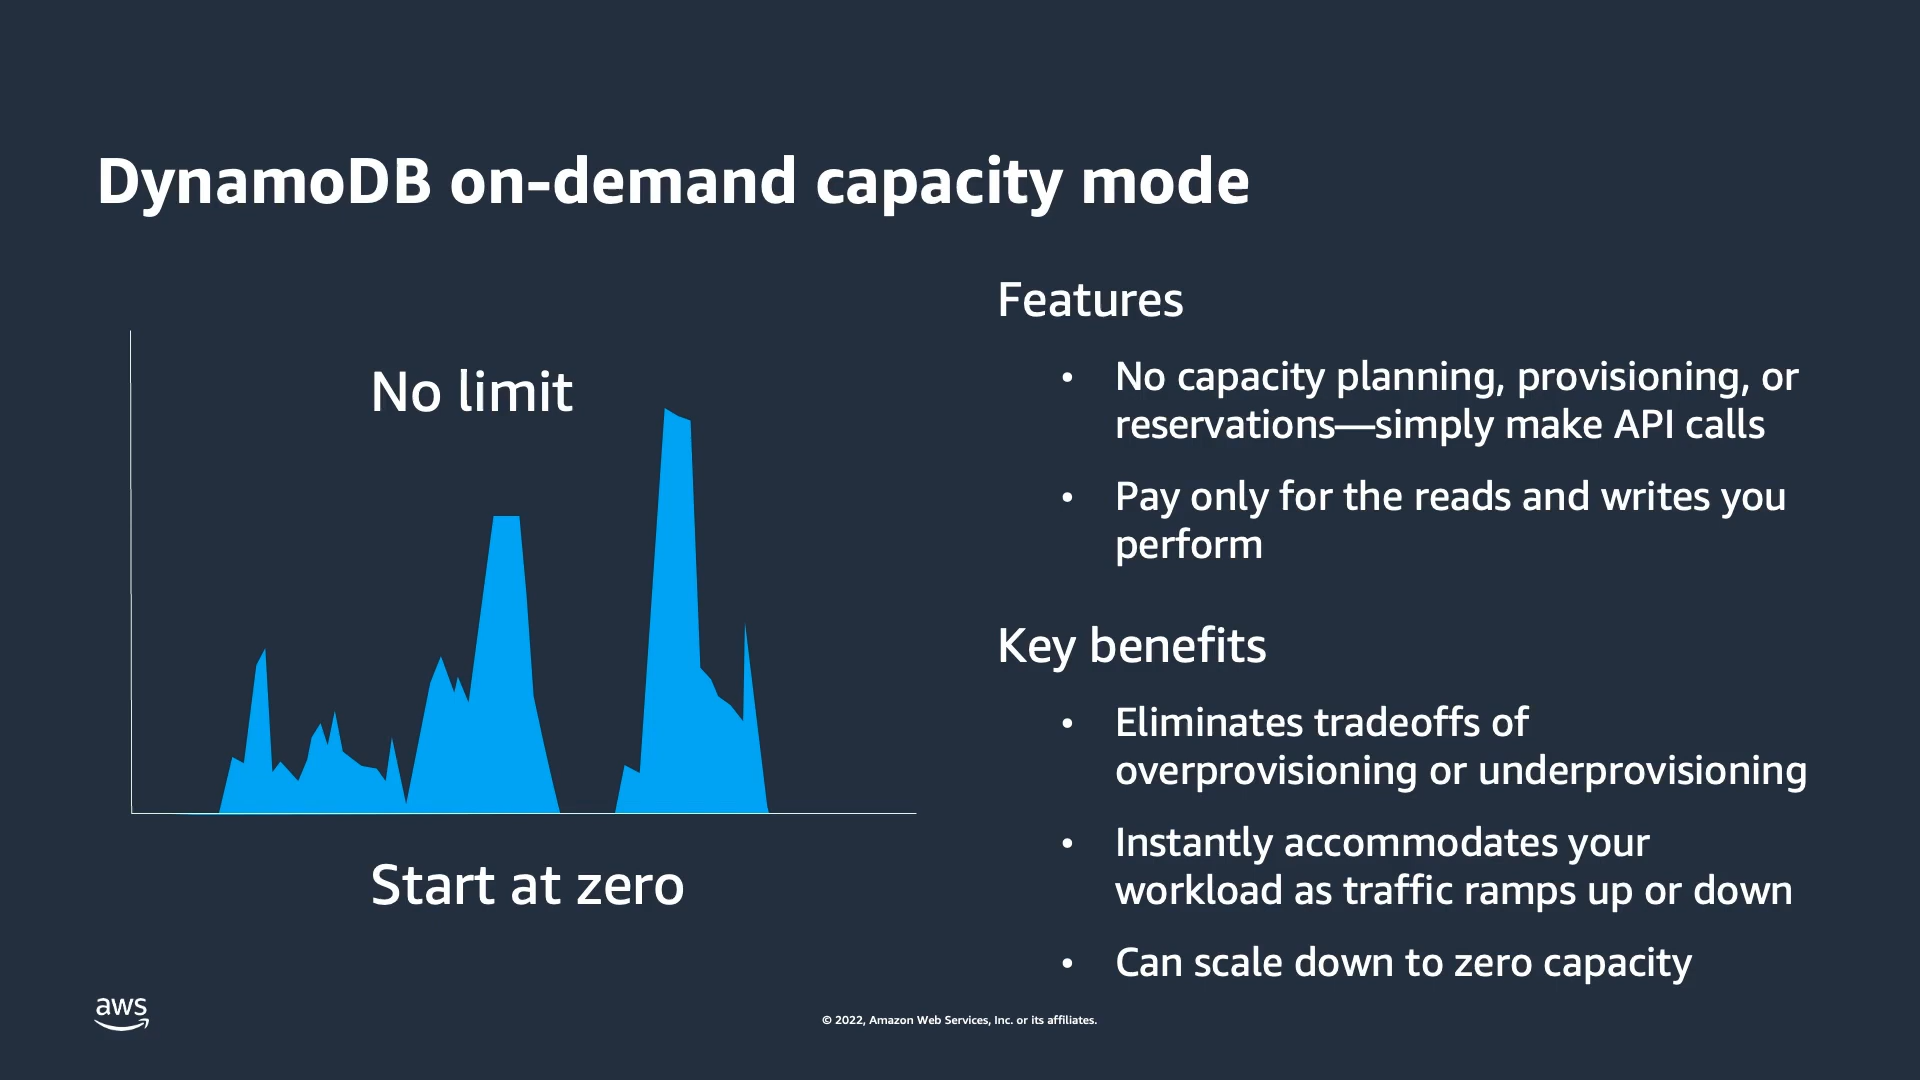 DynamoDB on-demand capacity mode
No limit
Start at zero
Features
• No capacity planning, provisioning, or
reservations—simply make API calls
• Pay only for the reads and writes you
perform
Key benefits
• Eliminates tradeoffs of
overprovisioning or underprovisioning
• Instantly accommodates your
workload as traffic ramps up or down
• Can scale down to zero capacity
aws
© 2022, Amazon Web Services, Inc. or its affiliates.